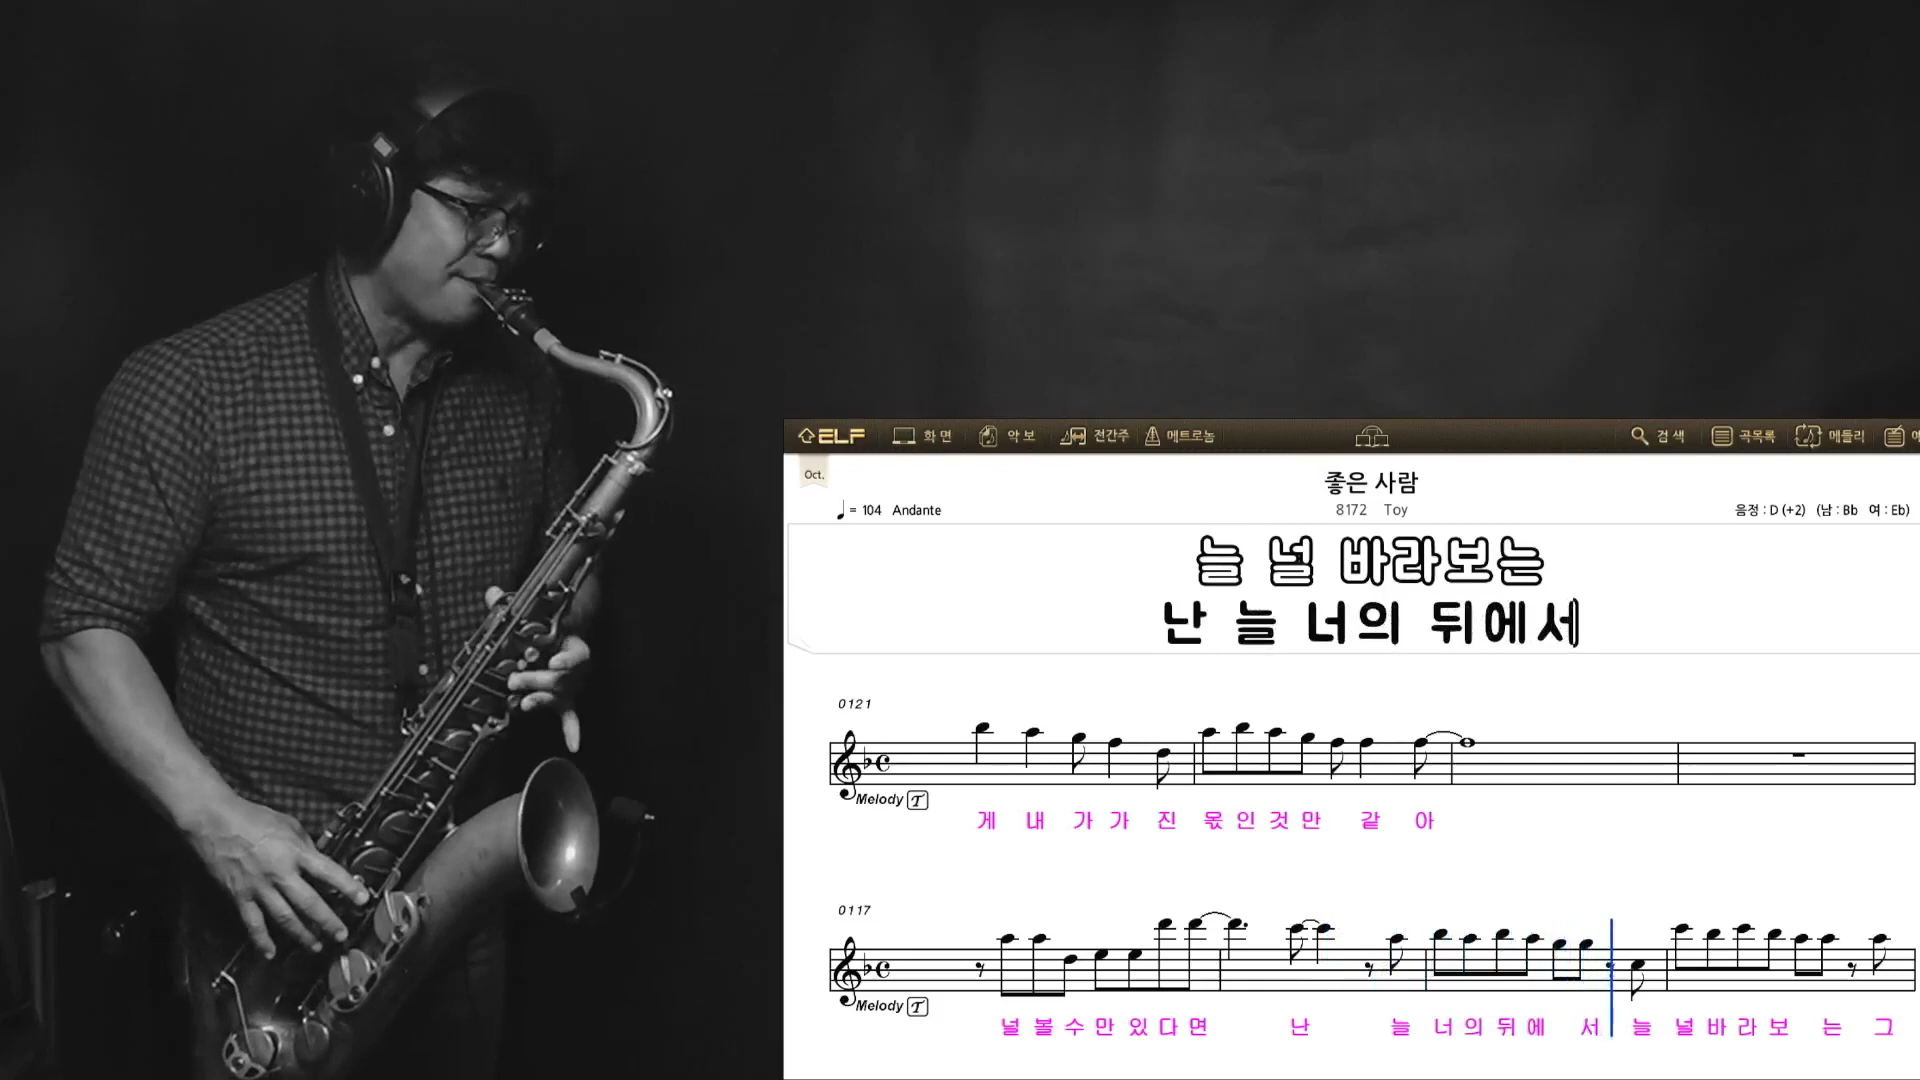 ELF 화면 악보 전간주 메트로놈 검색 곡목록 메들리
Oct.
좋은 사람
= 104 Andante
8172 Toy
음정 : D (+2) (남 : Bb 여 : Eb)
늘 널 바라보는
난 늘 너의 뒤에서
0121
Melody T
게 내 가 가 진 몫 인 것 만 같 아
0117
Melody T
널 볼 수 만 있 다 면 난 늘 너 의 뒤 에 서 늘 널 바 라 보 는 그